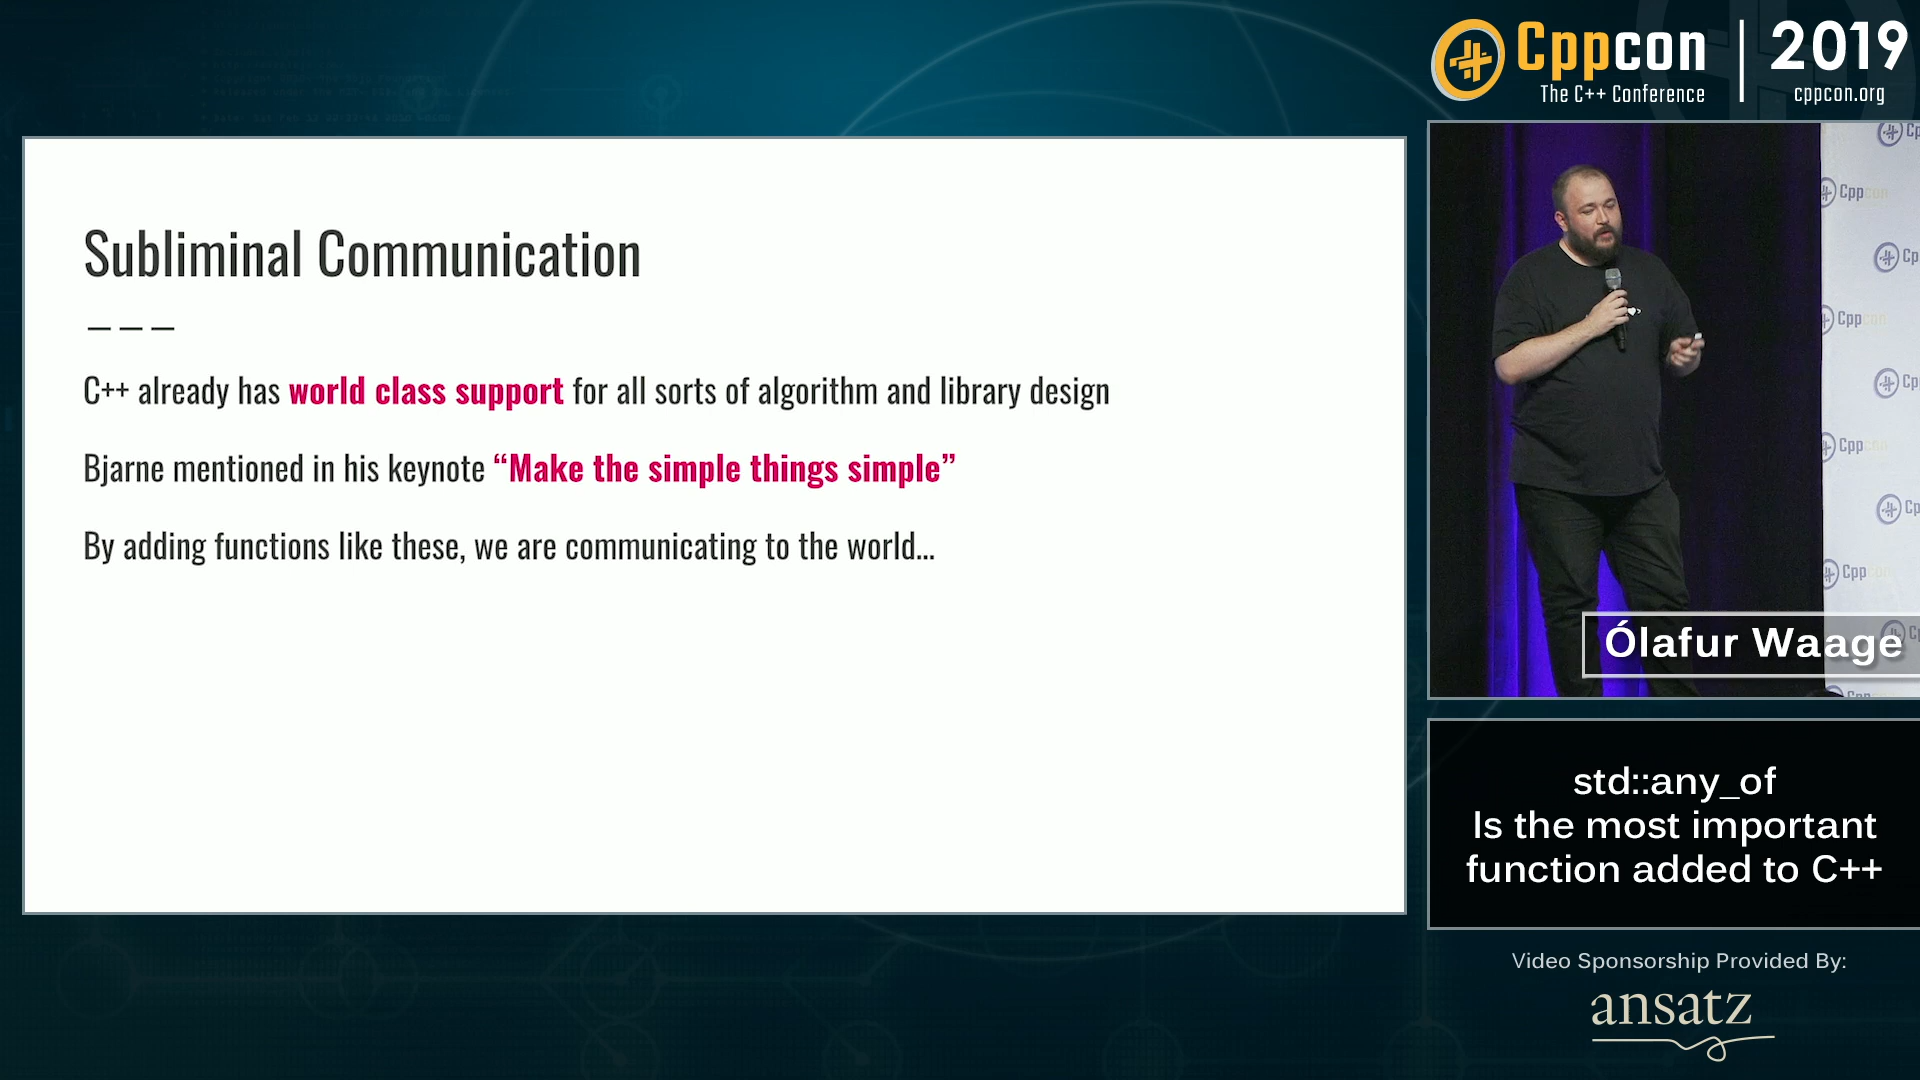 Cppcon
The C++ Conference
2019
cppcon.org
Subliminal Communication
C++ already has world class support for all sorts of algorithm and library design
Bjarne mentioned in his keynote “Make the simple things simple”
By adding functions like these, we are communicating to the world...
Ólafur Waage
std::any_of
Is the most important
function added to C++
Video Sponsorship Provided By:
ansatz